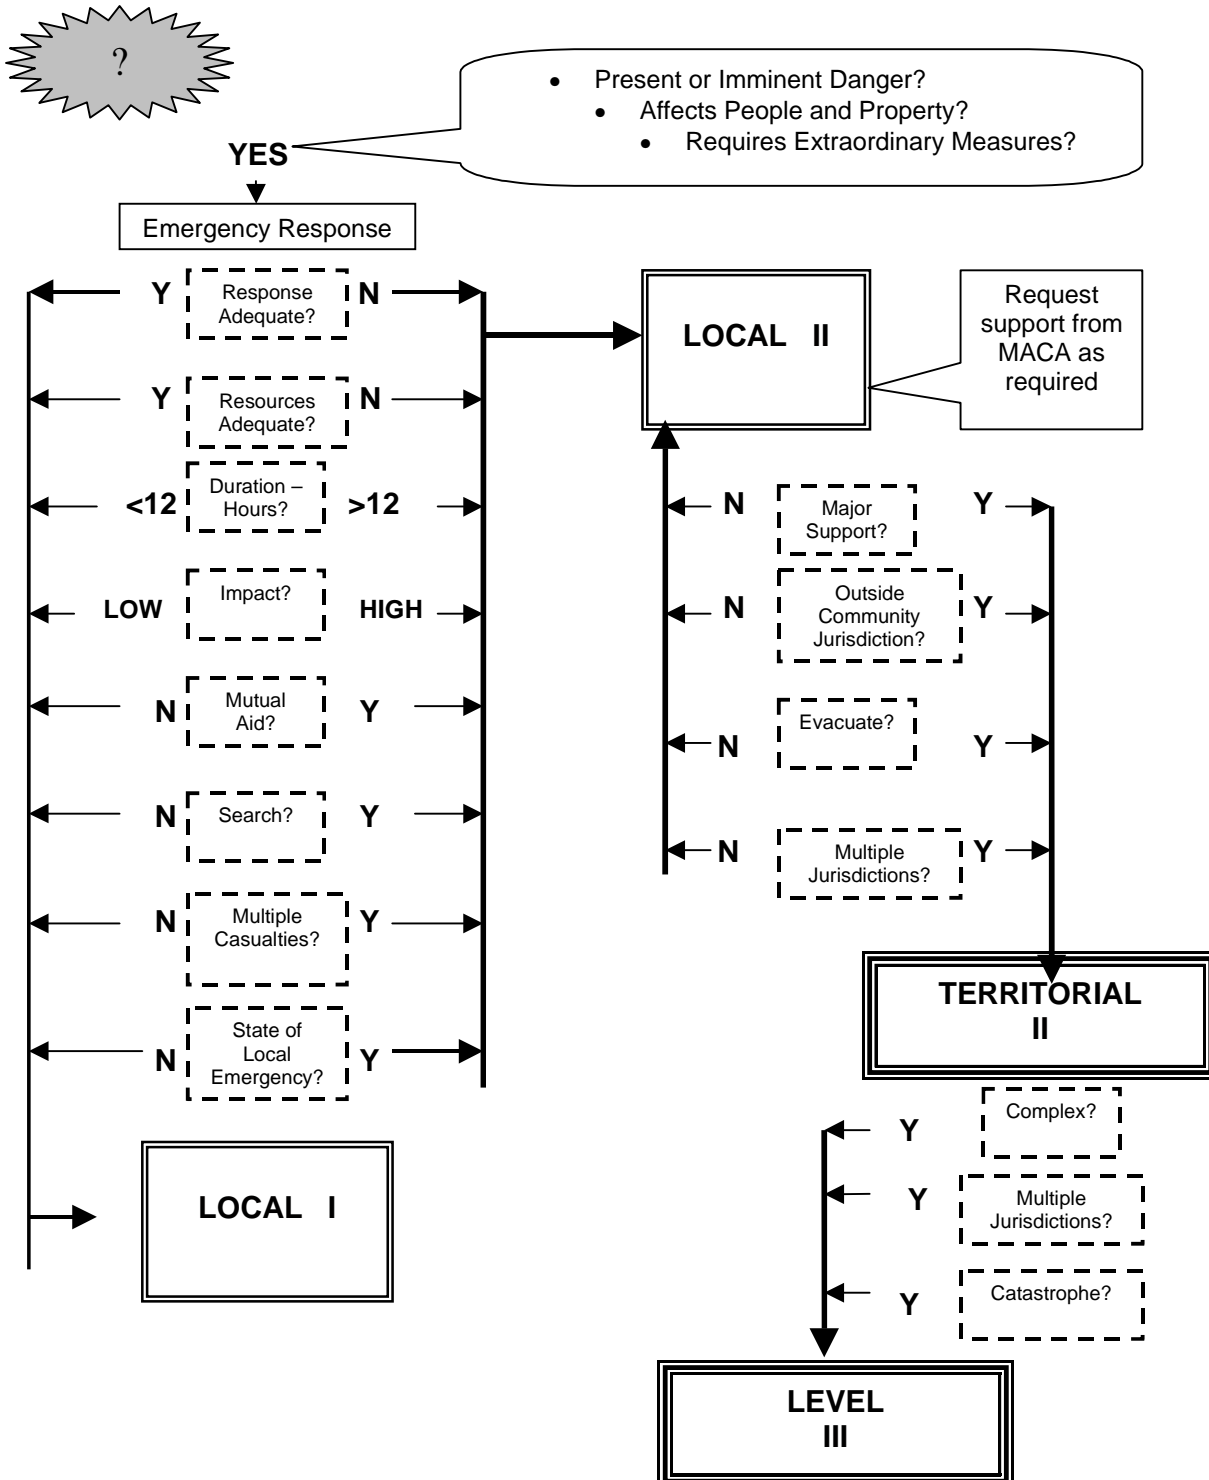 ?
• Present or Imminent Danger?
• Affects People and Property?
• Requires Extraordinary Measures?
YES
Emergency Response
Y Response N
Adequate?
Y Resources N
Adequate?
<12 Duration – >12
Hours?
LOW Impact? HIGH
N Mutual Y
Aid?
N Search? Y
N Multiple Y
Casualties?
N State of Y
Local
Emergency?
LOCAL I
LOCAL II
Request
support from
MACA as
required
N Major Y
Support?
N Outside Y
Community
Jurisdiction?
N Evacuate? Y
N Multiple Y
Jurisdictions?
TERRITORIAL
II
Y Complex?
Y Multiple
Jurisdictions?
Y Catastrophe?
LEVEL
III